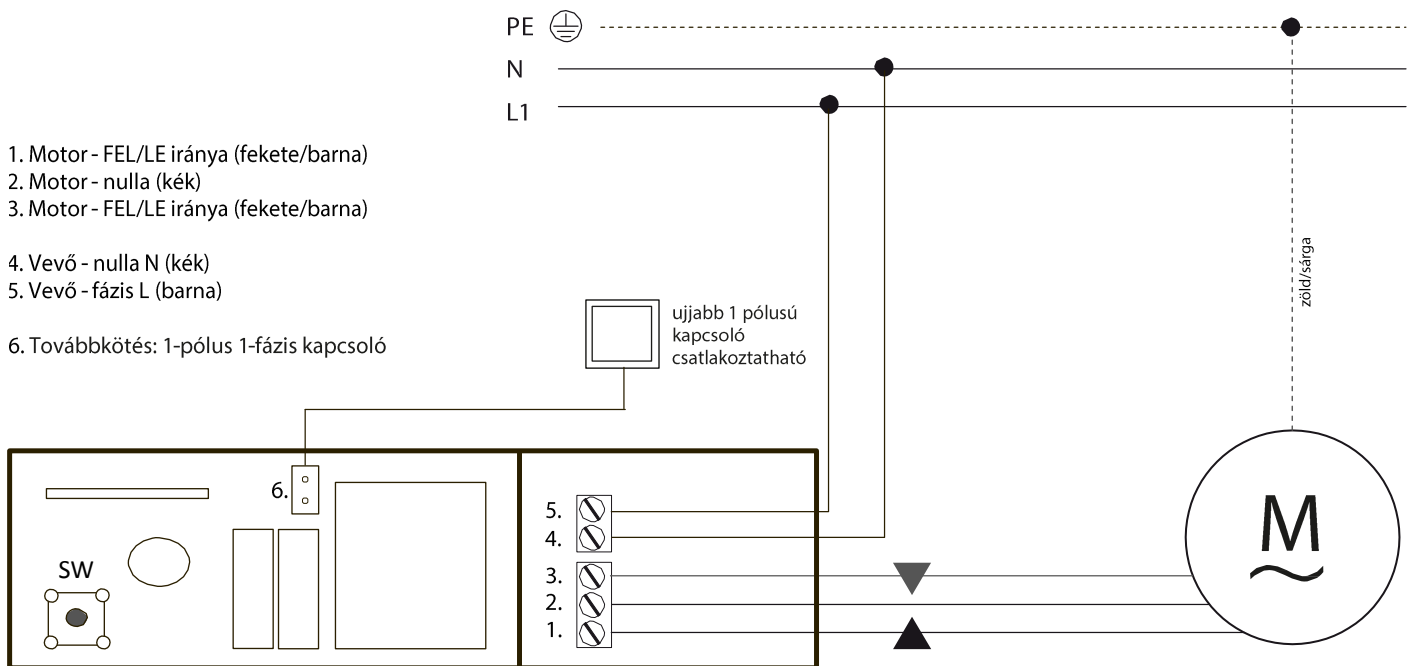 PE
N
L1
1. Motor - FEL/LE iránya (fekete/barna)
2. Motor - nulla (kék)
3. Motor - FEL/LE iránya (fekete/barna)
4. Vevő - nulla N (kék)
5. Vevő - fázis L (barna)
6. Továbbkötés: 1-pólus 1-fázis kapcsoló
ujjabb 1 pólusú
kapcsoló
csatlakoztatható
zöld/sárga
6.
SW
5.
4.
3.
2.
1.
M